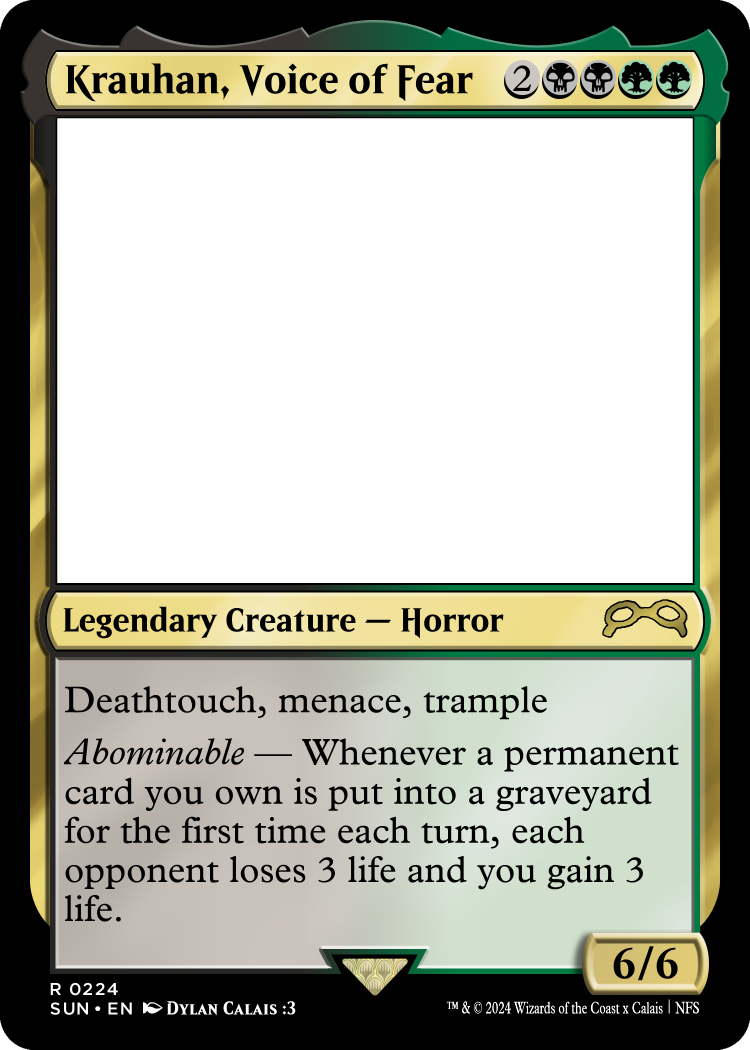 Krauhan, Voice of Fear 2
Legendary Creature — Horror
Deathtouch, menace, trample
Abominable — Whenever a permanent
card you own is put into a graveyard
for the first time each turn, each
opponent loses 3 life and you gain 3
life.
6/6
R 0224
SUN • EN DYLAN CALAIS :3
™ & © 2024 Wizards of the Coast x Calais | NFS